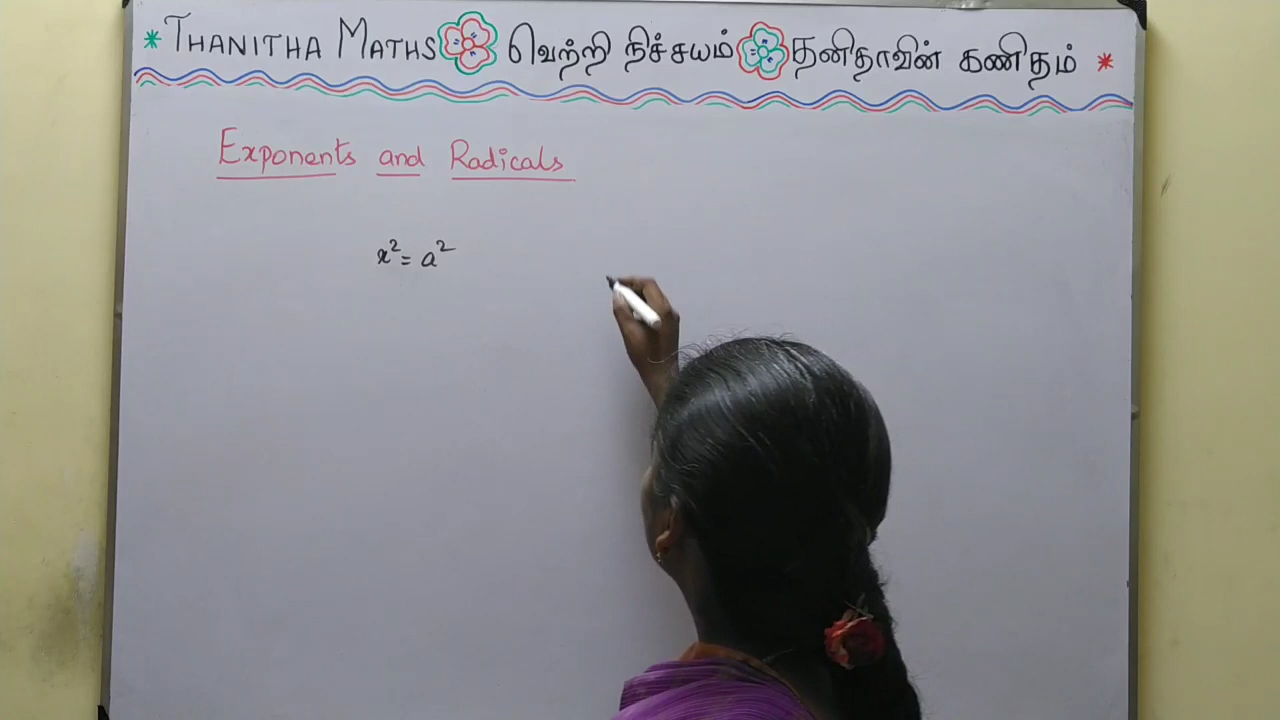 * THANITHA MATHS வெற்றி நிச்சயம் தனிதாவின் கணிதம் *
Exponents and Radicals
x² = a²